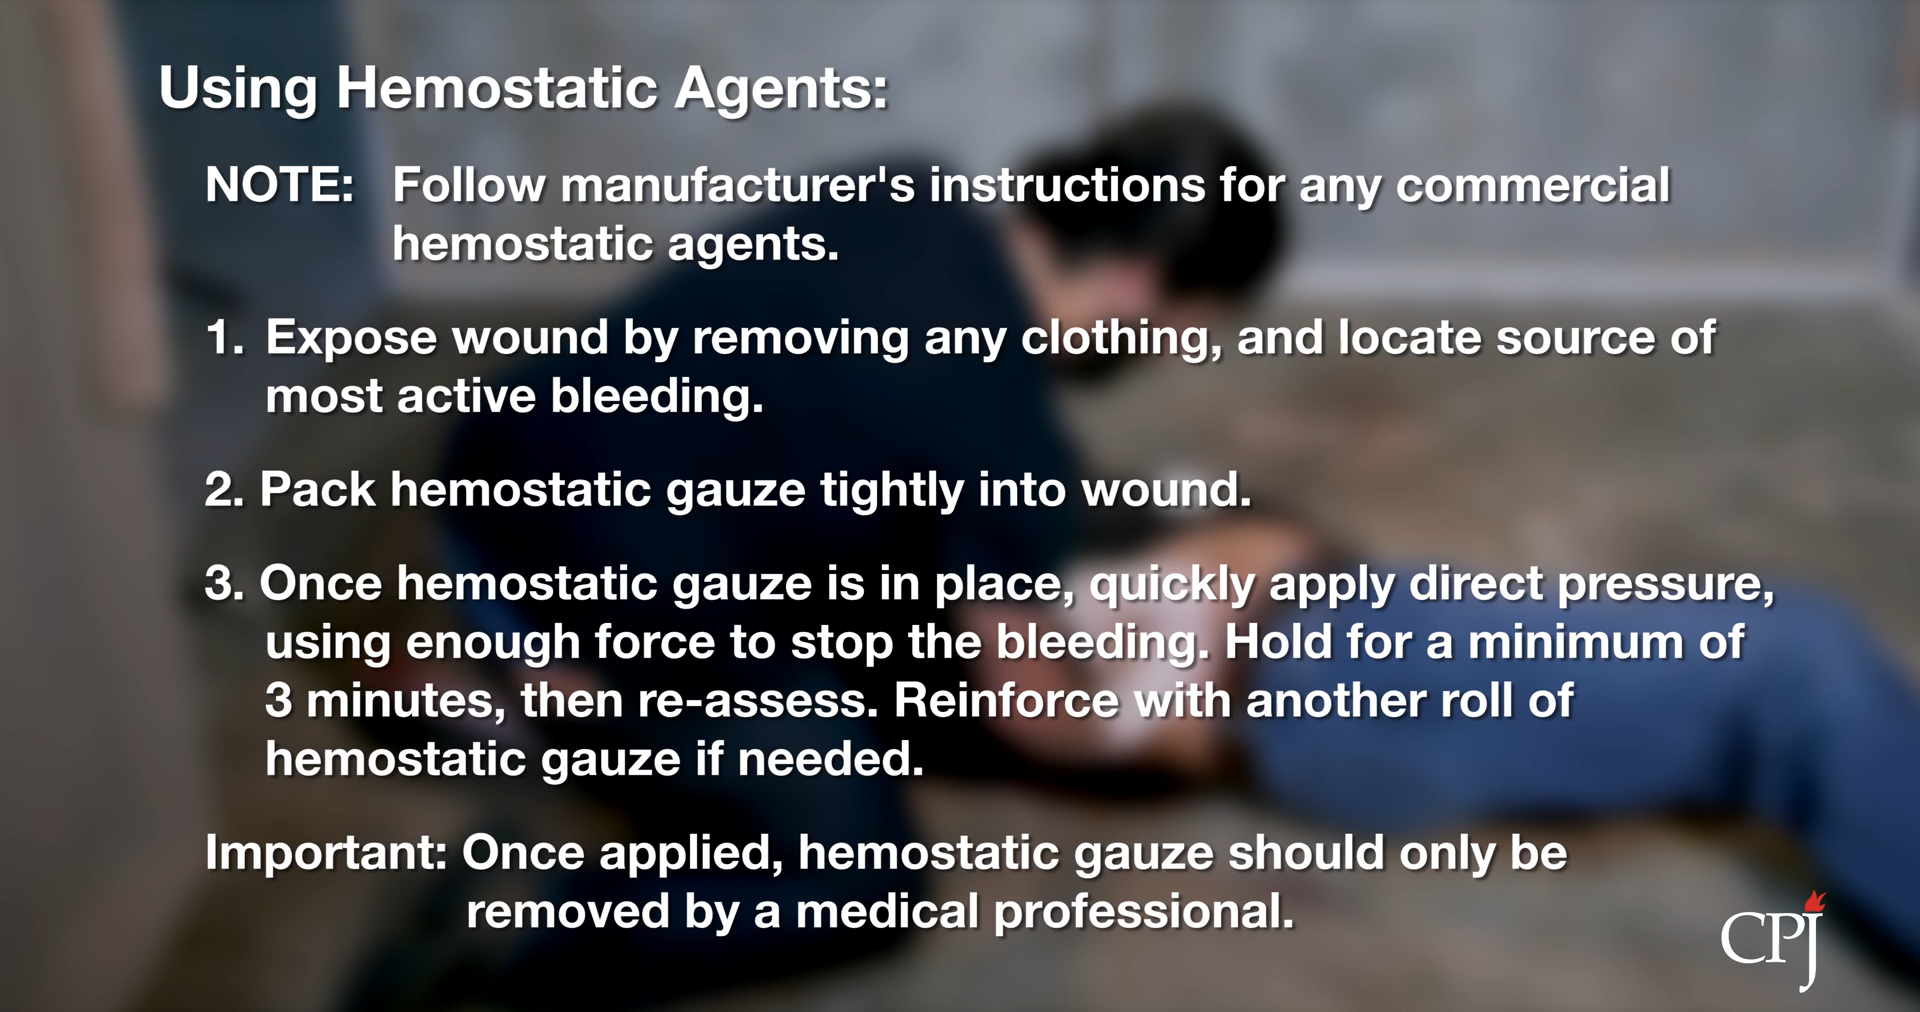 Using Hemostatic Agents:
NOTE: Follow manufacturer's instructions for any commercial
hemostatic agents.
1. Expose wound by removing any clothing, and locate source of
most active bleeding.
2. Pack hemostatic gauze tightly into wound.
3. Once hemostatic gauze is in place, quickly apply direct pressure,
using enough force to stop the bleeding. Hold for a minimum of
3 minutes, then re-assess. Reinforce with another roll of
hemostatic gauze if needed.
Important: Once applied, hemostatic gauze should only be
removed by a medical professional.
CPJ